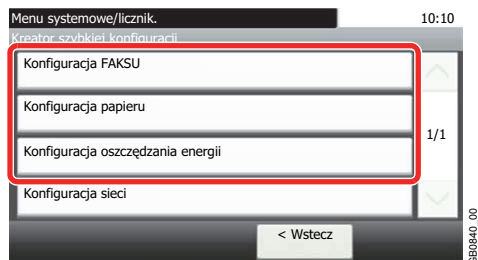 Menu systemowe/licznik.
10:10
Kreator szybkiej konfiguracji
Konfiguracja FAKSU
Konfiguracja papieru
1/1
Konfiguracja oszczędzania energii
Konfiguracja sieci
< Wstecz
GB0840_00